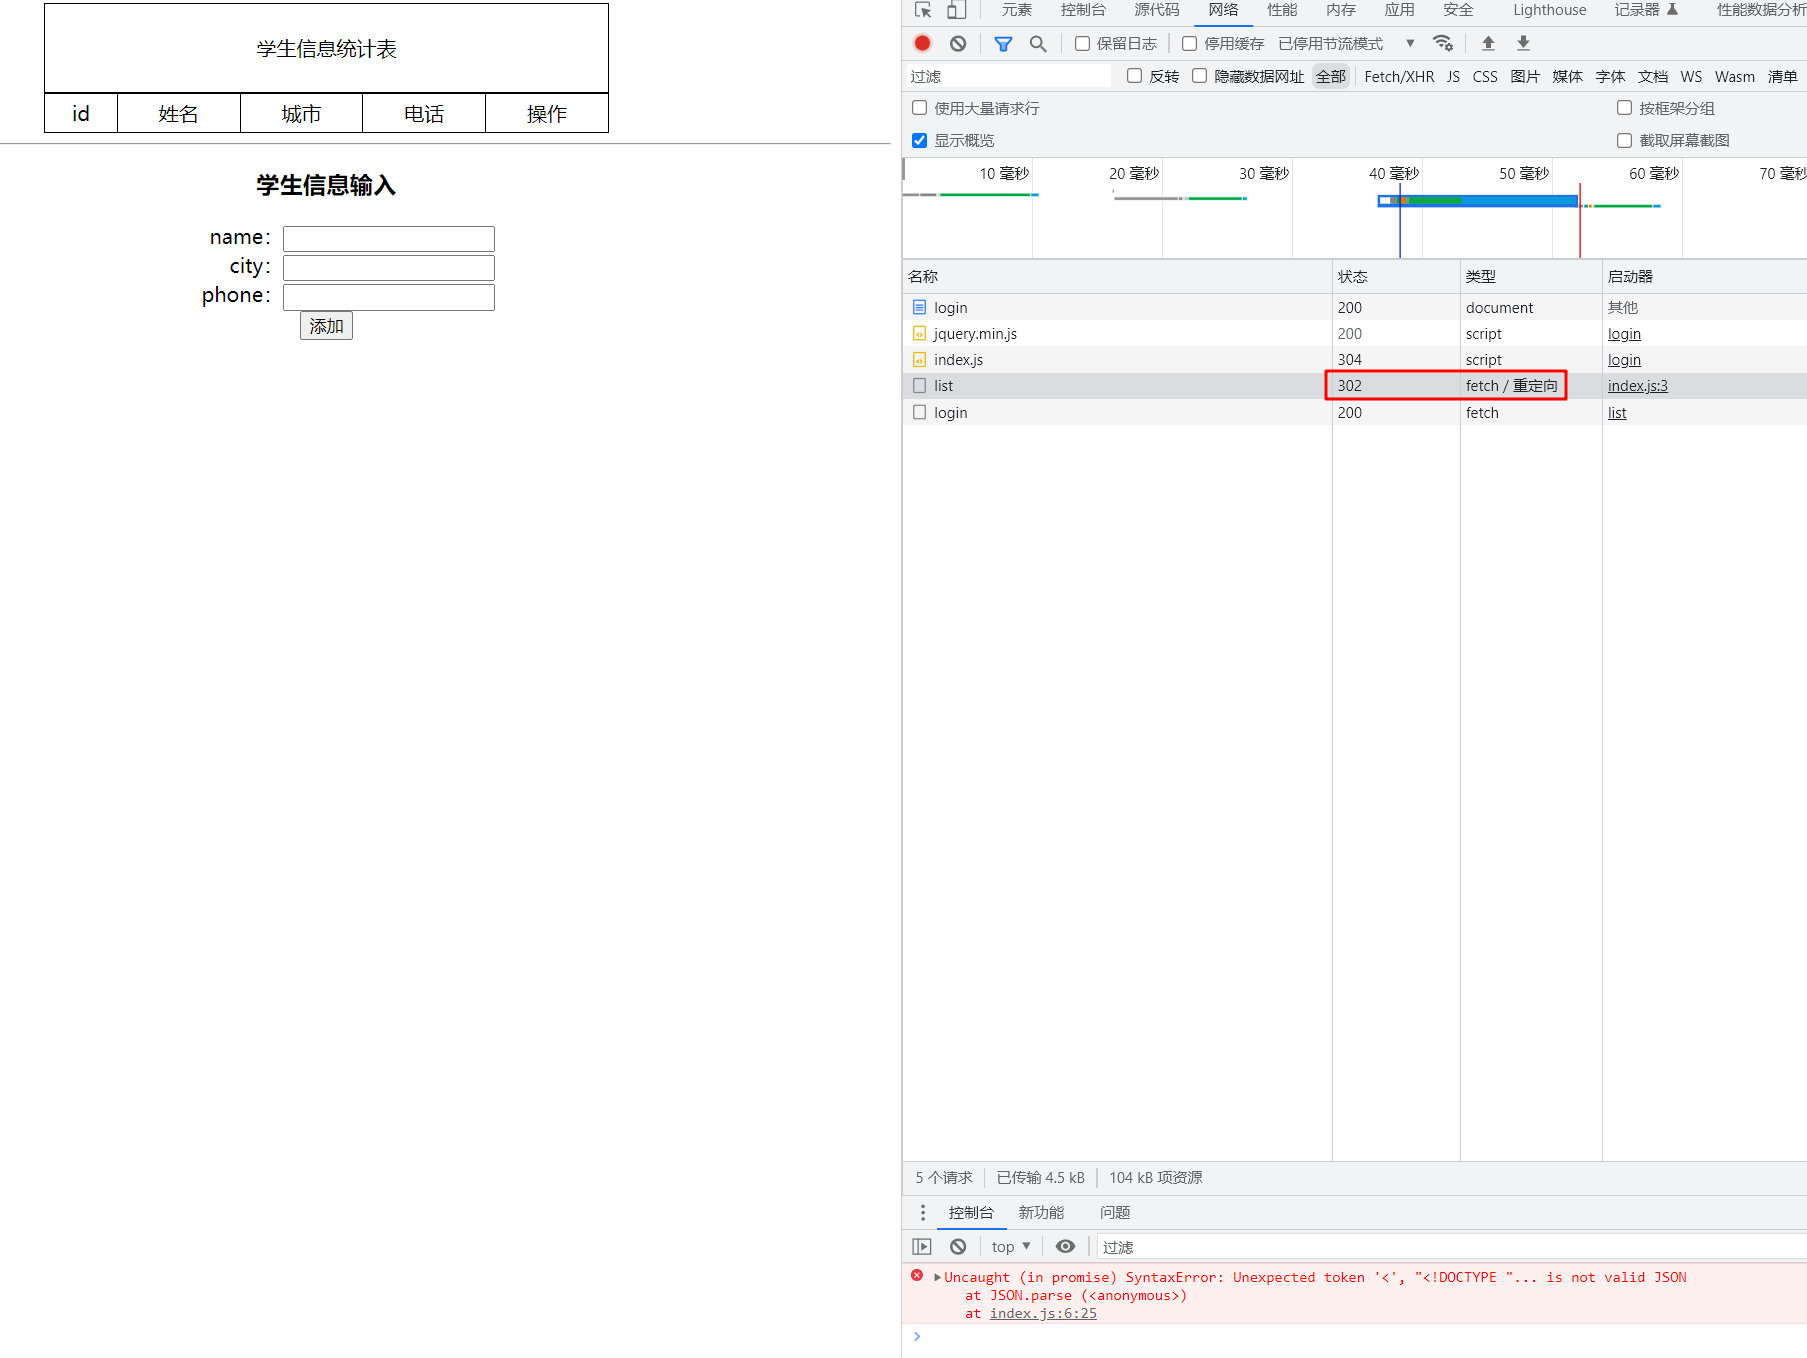 学生信息统计表
id 姓名 城市 电话 操作
学生信息输入
name：
city：
phone：
添加
元素 控制台 源代码 网络 性能 内存 应用 安全 Lighthouse 记录器 性能数据分析
保留日志 停用缓存 已停用节流模式
过滤 反转 隐藏数据网址 全部 Fetch/XHR JS CSS 图片 媒体 字体 文档 WS Wasm 清单
使用大量请求行 按框架分组
显示概览 截取屏幕截图
10 毫秒 20 毫秒 30 毫秒 40 毫秒 50 毫秒 60 毫秒 70 毫秒
名称 状态 类型 启动器
login 200 document 其他
jquery.min.js 200 script login
index.js 304 script login
list 302 fetch / 重定向 index.js:3
login 200 fetch list
5 个请求 已传输 4.5 kB 104 kB 项资源
控制台 新功能 问题
top 过滤
Uncaught (in promise) SyntaxError: Unexpected token '<', "<!DOCTYPE "... is not valid JSON
at JSON.parse (<anonymous>)
at index.js:6:25